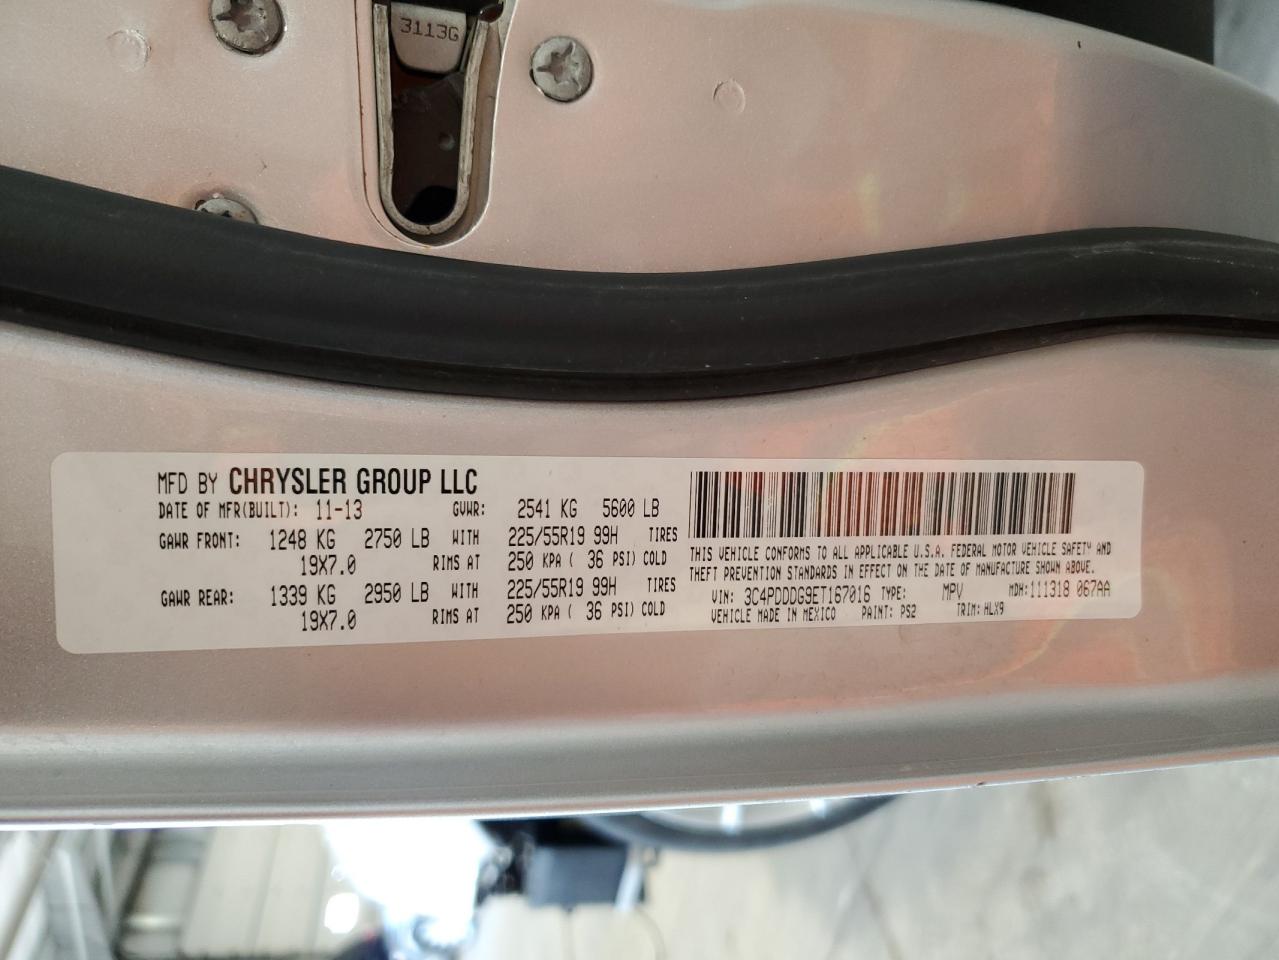 3113G
MFD BY CHRYSLER GROUP LLC
DATE OF MFR(BUILT): 11-13 GVWR: 2541 KG 5600 LB
GAWR FRONT: 1248 KG 2750 LB WITH 225/55R19 99H TIRES
19X7.0 RIMS AT 250 KPA ( 36 PSI) COLD
GAWR REAR: 1339 KG 2950 LB WITH 225/55R19 99H TIRES
19X7.0 RIMS AT 250 KPA ( 36 PSI) COLD
THIS VEHICLE CONFORMS TO ALL APPLICABLE U.S.A. FEDERAL MOTOR VEHICLE SAFETY AND
THEFT PREVENTION STANDARDS IN EFFECT ON THE DATE OF MANUFACTURE SHOWN ABOVE.
VIN: 3C4PDDDG9ET167016 TYPE: MPV MDH: 111318 067AA
VEHICLE MADE IN MEXICO PAINT: PS2 TRIM: HLX9